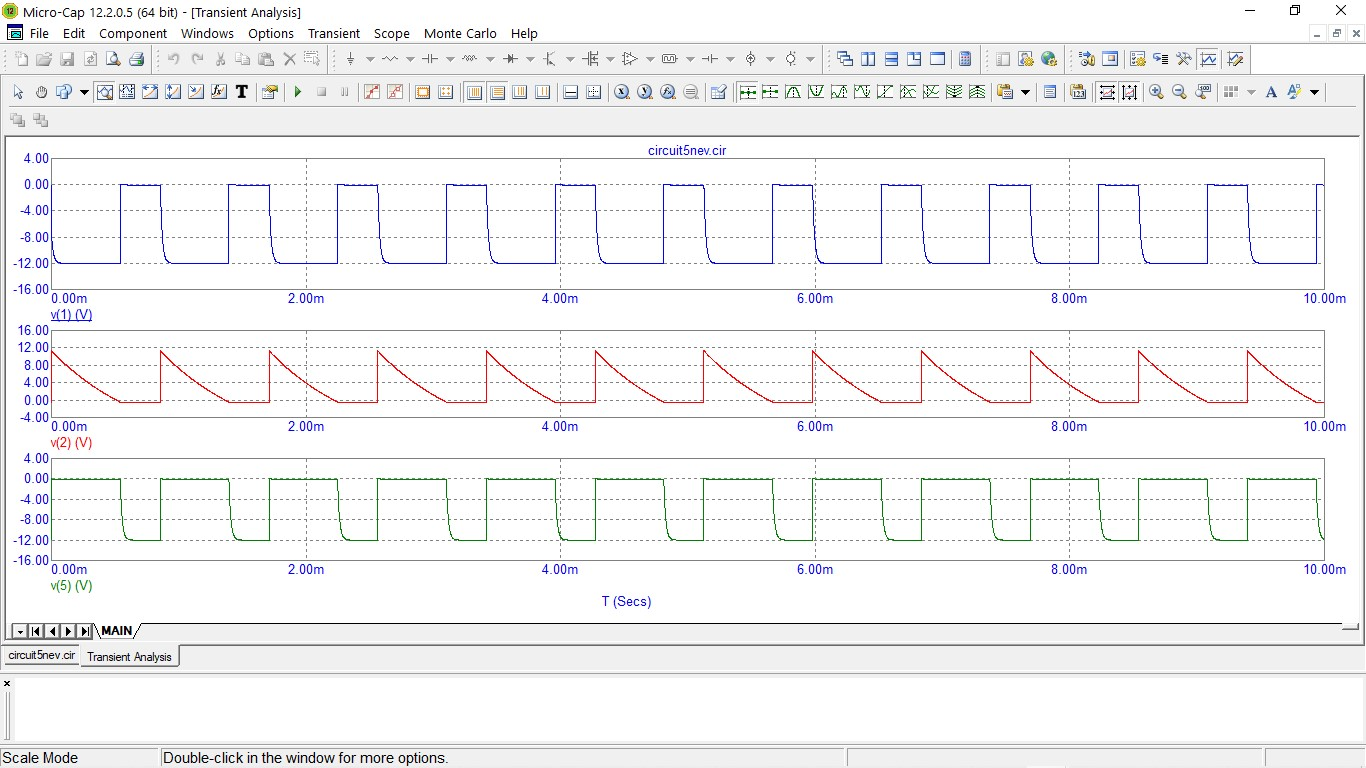 Micro-Cap 12.2.0.5 (64 bit) - [Transient Analysis]
File Edit Component Windows Options Transient Scope Monte Carlo Help
circuit5nev.cir
4.00
0.00
-4.00
-8.00
-12.00
-16.00
0.00m 2.00m 4.00m 6.00m 8.00m 10.00m
v(1) (V)
16.00
12.00
8.00
4.00
0.00
-4.00
0.00m 2.00m 4.00m 6.00m 8.00m 10.00m
v(2) (V)
4.00
0.00
-4.00
-8.00
-12.00
-16.00
0.00m 2.00m 4.00m 6.00m 8.00m 10.00m
v(5) (V)
T (Secs)
MAIN
circuit5nev.cir Transient Analysis
Scale Mode Double-click in the window for more options.